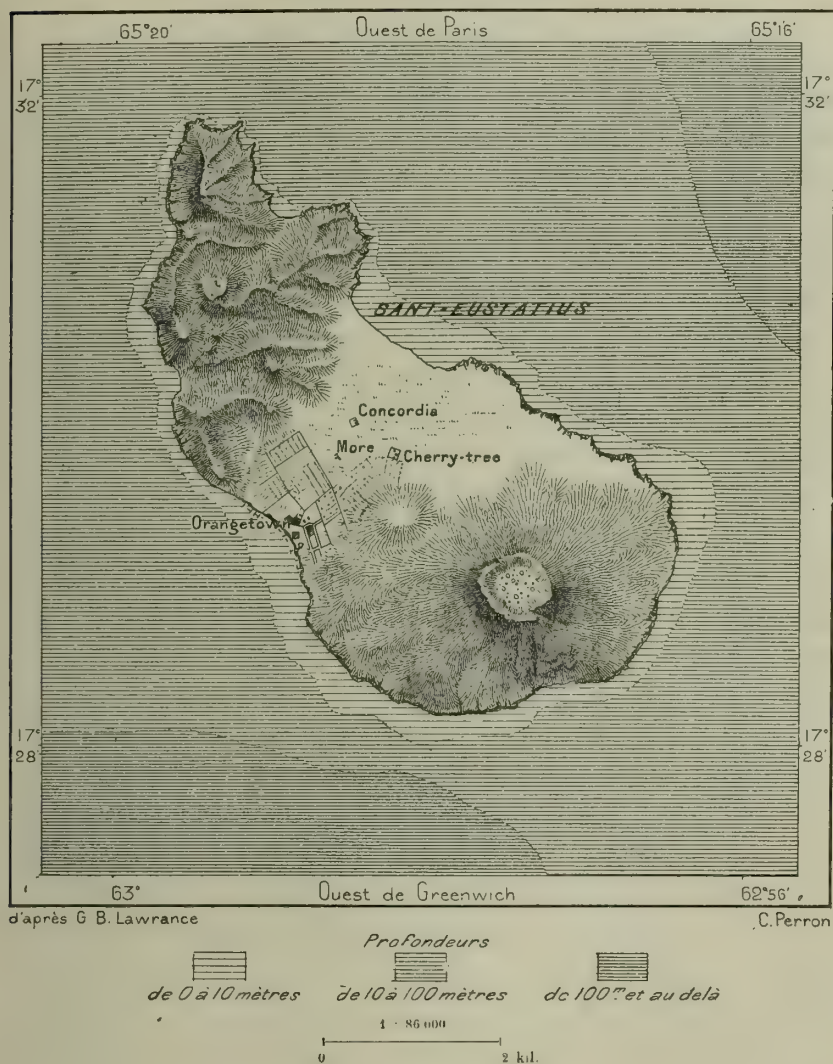 65°20' Ouest de Paris 65°16'
17° 17°
32' 32'
SANT-EUSTATIUS
Concordia
More
Cherry-tree
Orangetown
17° 17°
28' 28'
63° Ouest de Greenwich 62°56'
d'après G B. Lawrance C. Perron
Profondeurs
de 0 à 10 mètres de 10 à 100 mètres de 100m et au delà
1 : 86 000
0 2 kil.